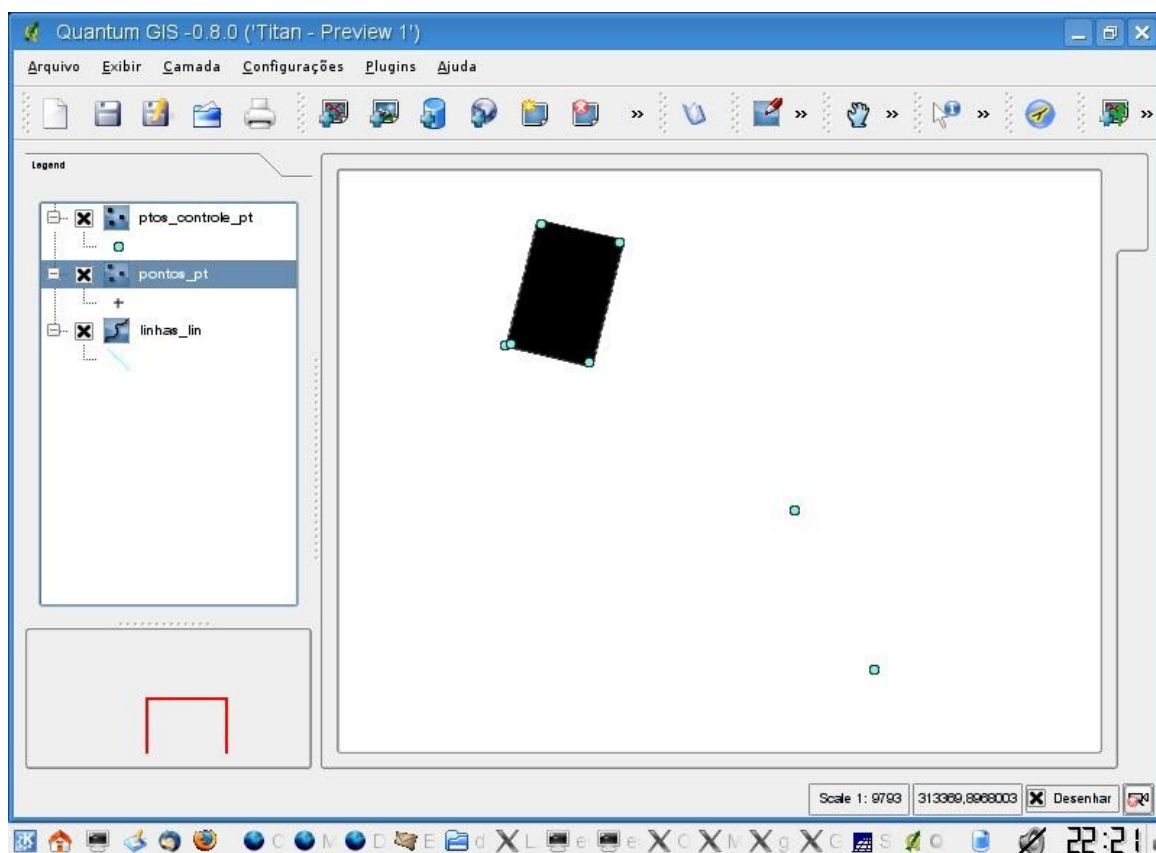 Quantum GIS -0.8.0 ('Titan - Preview 1')
Arquivo Exibir Camada Configurações Plugins Ajuda
Legend
ptos_controle_pt
pontos_pt
linhas_lin
Scale 1: 9793 313369,8968003 Desenhar
C M D E d L e e C M g G S Q 22:21